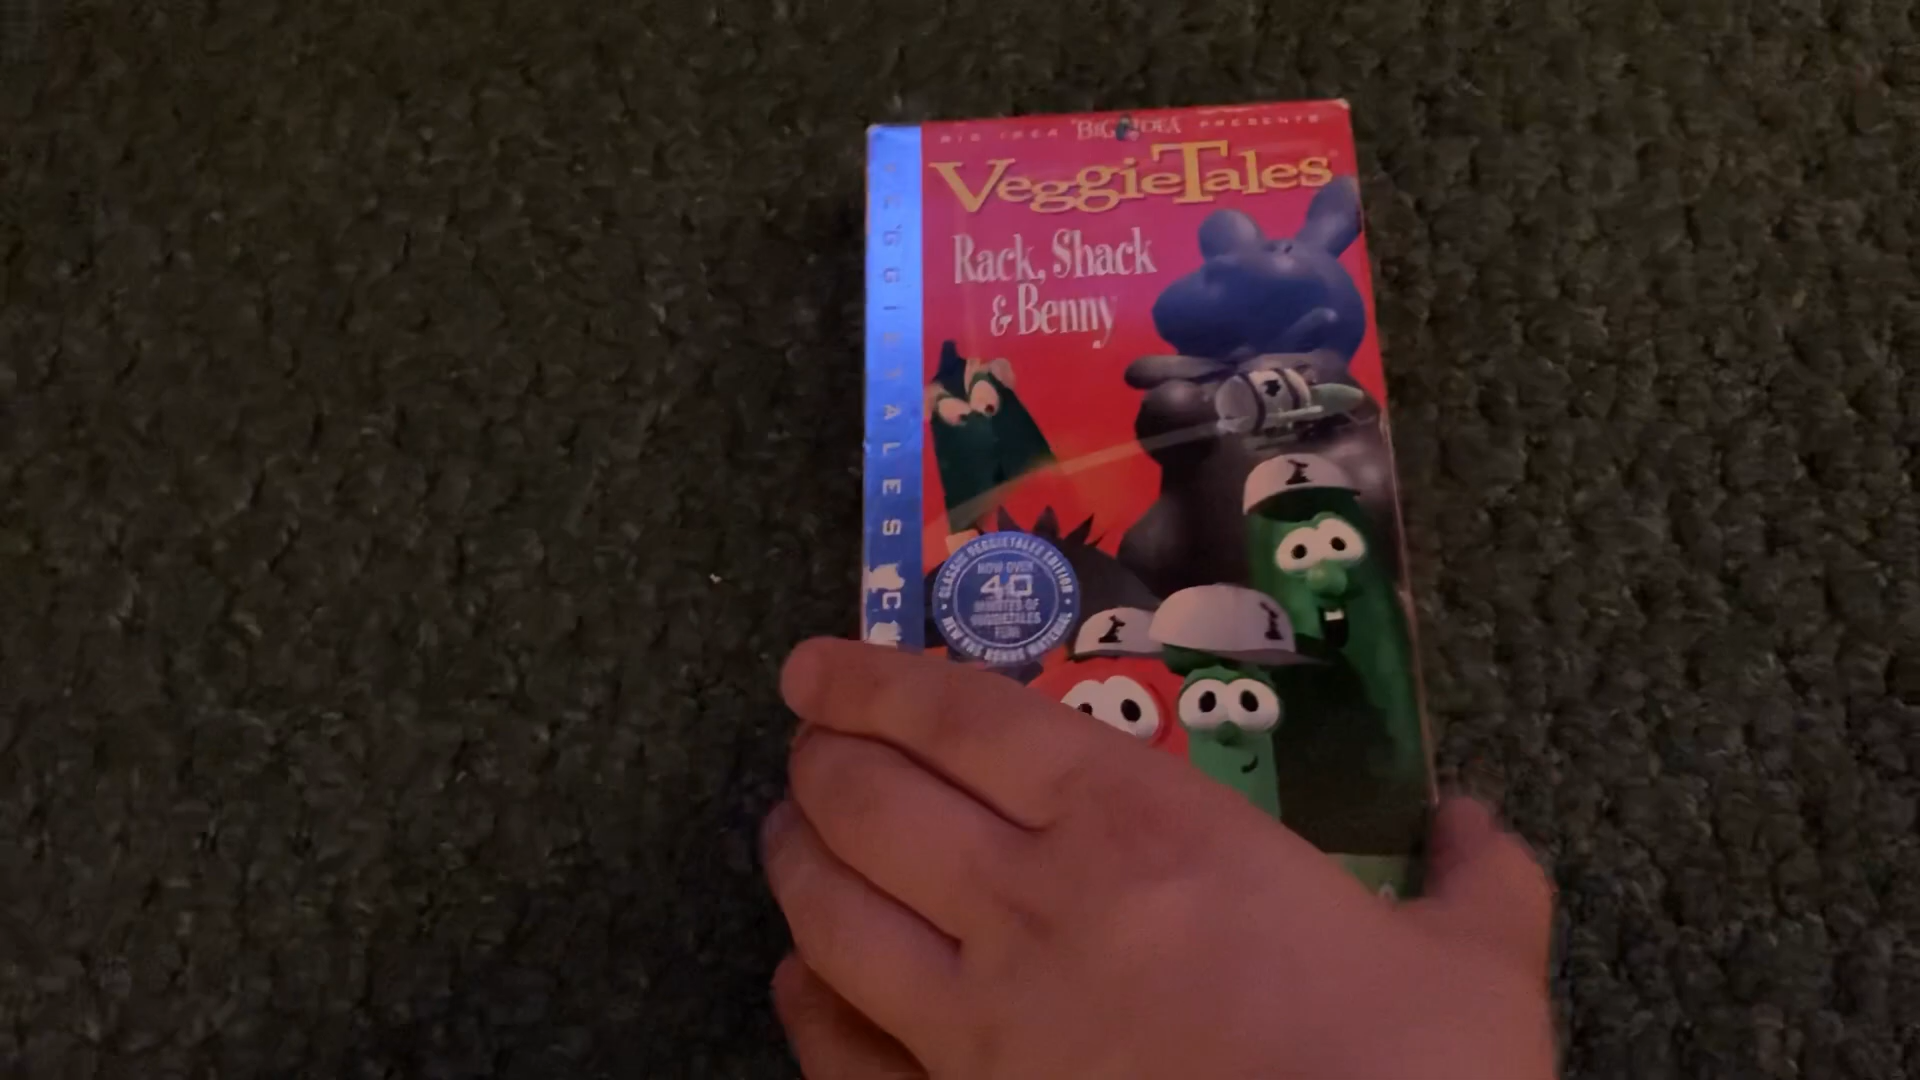 BIG IDEA BIG IDEA PRESENTS
VeggieTales
Rack, Shack
& Benny
VEGGIETALES C
CLASSIC VEGGIETALES EDITION
NOW OVER
40
MINUTES OF
VEGGIETALES
FUN!